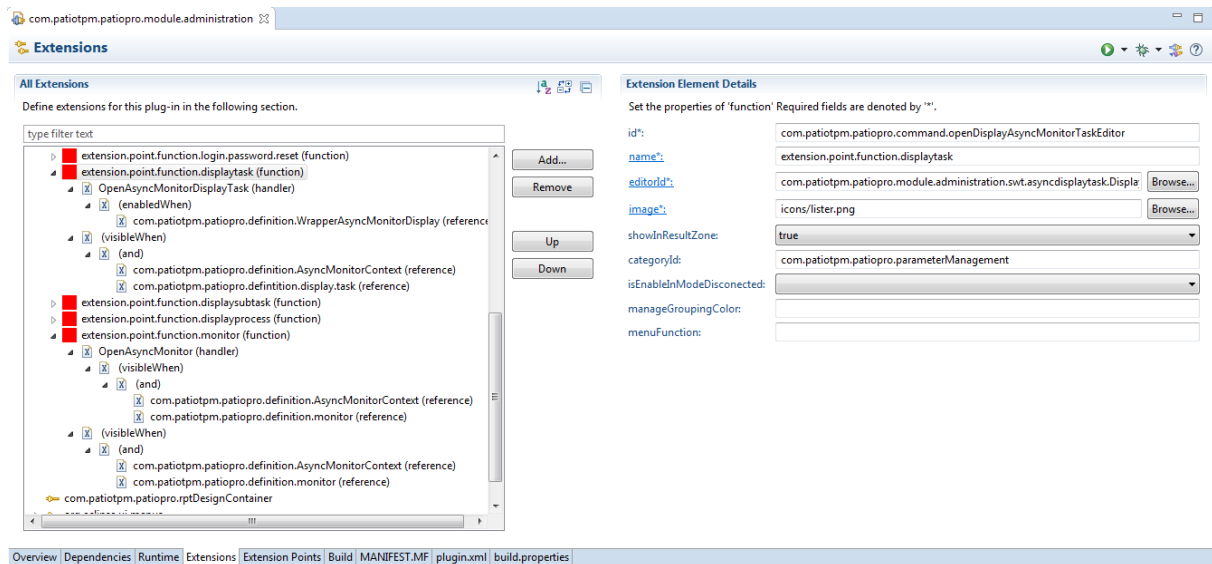 com.patiotpm.patiopro.module.administration
Extensions
All Extensions
Define extensions for this plug-in in the following section.
type filter text
extension.point.function.login.password.reset (function)
extension.point.function.displaytask (function)
OpenAsyncMonitorDisplayTask (handler)
(enabledWhen)
com.patiotpm.patiopro.definition.WrapperAsyncMonitorDisplay (reference
(visibleWhen)
(and)
com.patiotpm.patiopro.definition.AsyncMonitorContext (reference)
com.patiotpm.patiopro.defintition.display.task (reference)
extension.point.function.displaysubtask (function)
extension.point.function.displayprocess (function)
extension.point.function.monitor (function)
OpenAsyncMonitor (handler)
(visibleWhen)
(and)
com.patiotpm.patiopro.definition.AsyncMonitorContext (reference)
com.patiotpm.patiopro.definition.monitor (reference)
(visibleWhen)
(and)
com.patiotpm.patiopro.definition.AsyncMonitorContext (reference)
com.patiotpm.patiopro.definition.monitor (reference)
com.patiotpm.patiopro.rptDesignContainer
Add...
Remove
Up
Down
Extension Element Details
Set the properties of 'function' Required fields are denoted by '*'.
id*: com.patiotpm.patiopro.command.openDisplayAsyncMonitorTaskEditor
name*: extension.point.function.displaytask
editorId*: com.patiotpm.patiopro.module.administration.swt.asyncdisplaytask.Displa Browse...
image*: icons/lister.png Browse...
showInResultZone: true
categoryId: com.patiotpm.patiopro.parameterManagement
isEnableInModeDisconected:
manageGroupingColor:
menuFunction:
Overview Dependencies Runtime Extensions Extension Points Build MANIFEST.MF plugin.xml build.properties